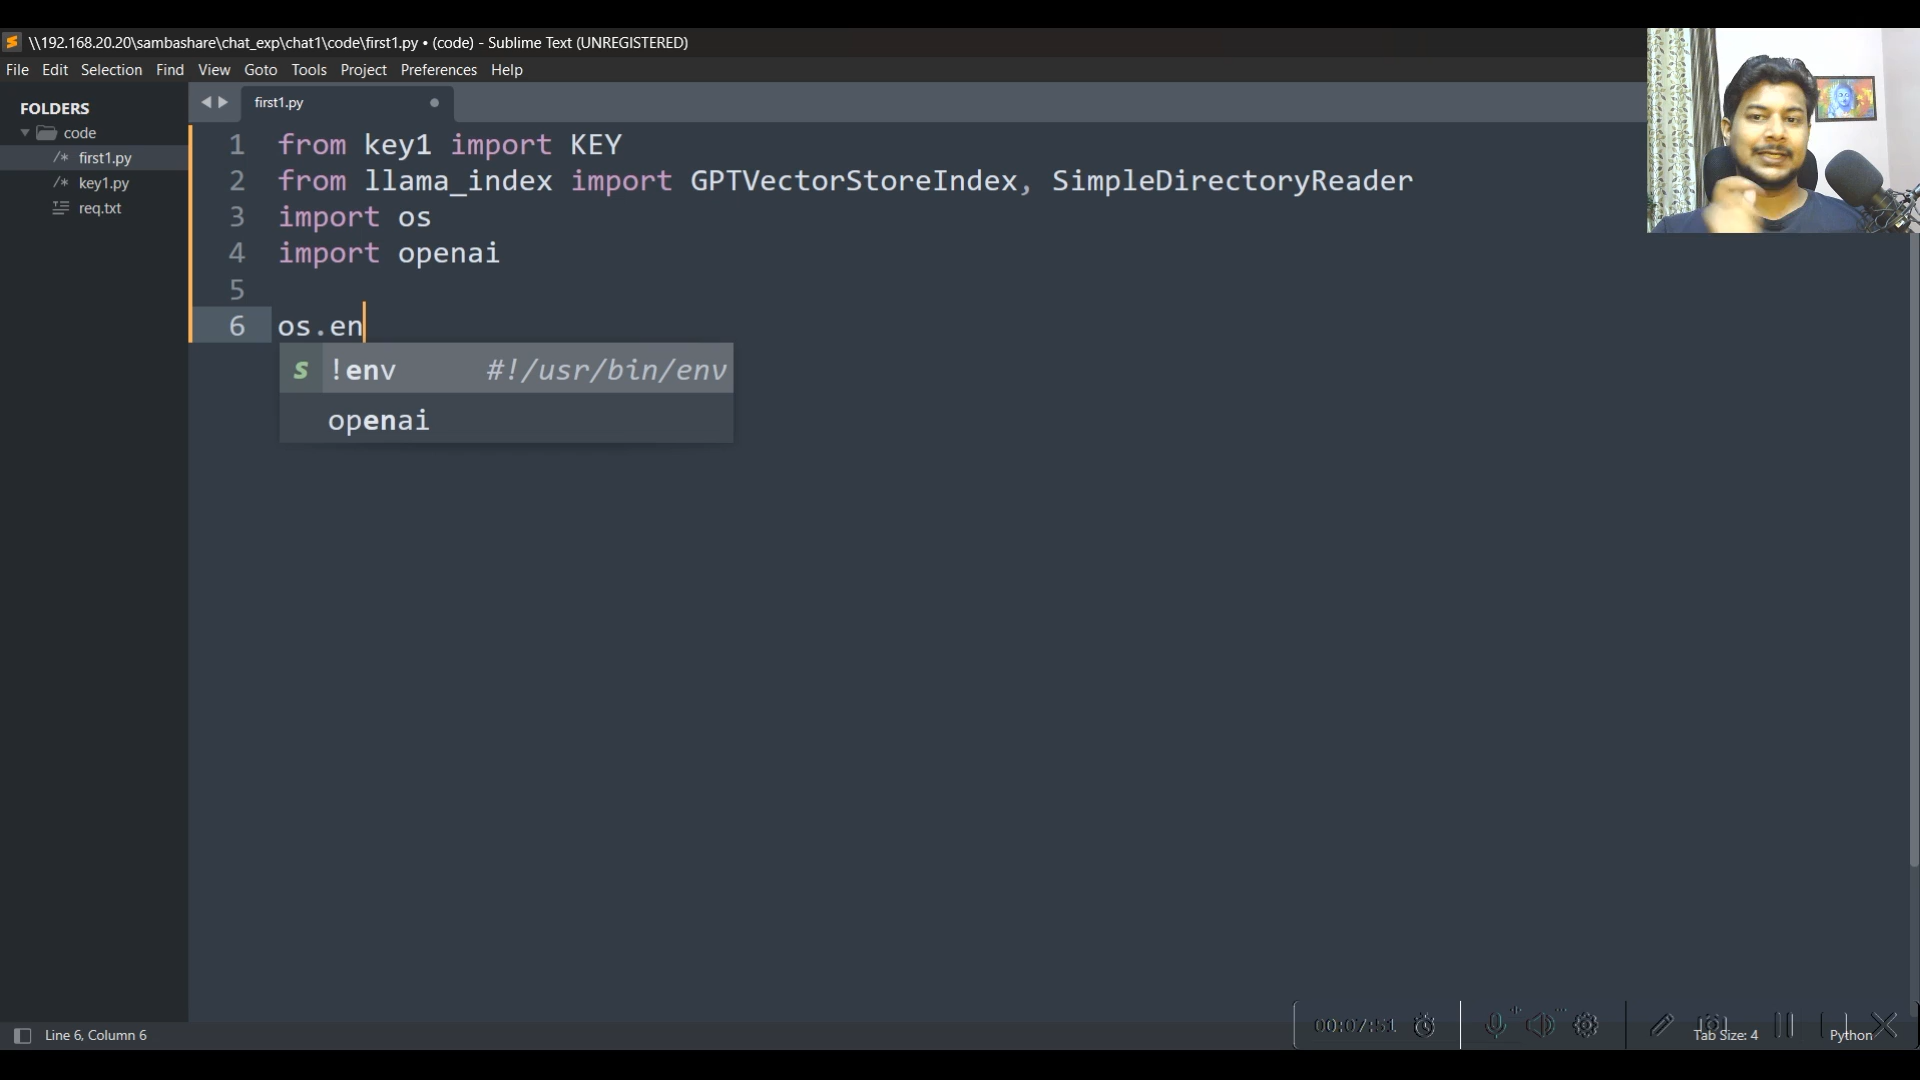 \\192.168.20.20\sambashare\chat_exp\chat1\code\first1.py • (code) - Sublime Text (UNREGISTERED)
File Edit Selection Find View Goto Tools Project Preferences Help
FOLDERS
code
first1.py
key1.py
req.txt
first1.py
1 from key1 import KEY
2 from llama_index import GPTVectorStoreIndex, SimpleDirectoryReader
3 import os
4 import openai
5
6 os.en
s !env #!/usr/bin/env
openai
Line 6, Column 6
00:07:51
Tab Size: 4
Python